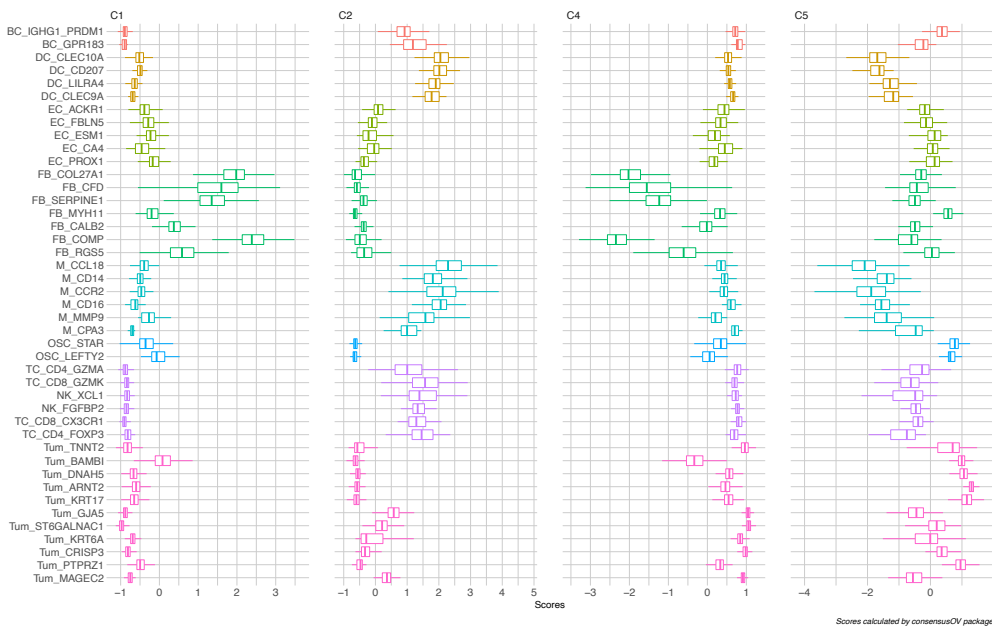 C1 C2 C4 C5
BC_IGHG1_PRDM1
BC_GPR183
DC_CLEC10A
DC_CD207
DC_LILRA4
DC_CLEC9A
EC_ACKR1
EC_FBLN5
EC_ESM1
EC_CA4
EC_PROX1
FB_COL27A1
FB_CFD
FB_SERPINE1
FB_MYH11
FB_CALB2
FB_COMP
FB_RGS5
M_CCL18
M_CD14
M_CCR2
M_CD16
M_MMP9
M_CPA3
OSC_STAR
OSC_LEFTY2
TC_CD4_GZMA
TC_CD8_GZMK
NK_XCL1
NK_FGFBP2
TC_CD8_CX3CR1
TC_CD4_FOXP3
Tum_TNNT2
Tum_BAMBI
Tum_DNAH5
Tum_ARNT2
Tum_KRT17
Tum_GJA5
Tum_ST6GALNAC1
Tum_KRT6A
Tum_CRISP3
Tum_PTPRZ1
Tum_MAGEC2
−1 0 1 2 3 −1 0 1 2 3 4 5 −3 −2 −1 0 1 −4 −2 0
Scores
Scores calculated by consensusOV package